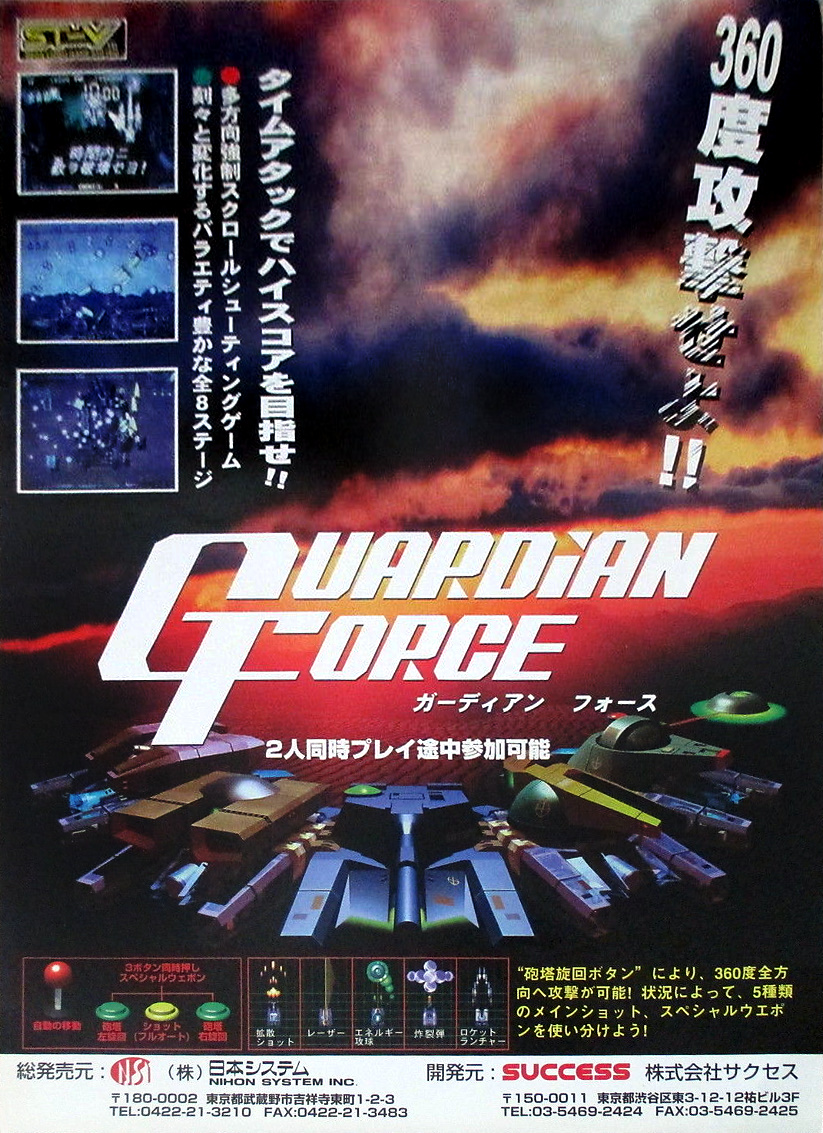 ST-V
360度攻撃せよ!!
タイムアタックでハイスコアを目指せ!!
●多方向強制スクロールシューティングゲーム
●刻々と変化するバラエティ豊かな全8ステージ
GUARDIAN
FORCE
ガーディアン フォース
2人同時プレイ途中参加可能
3ボタン同時押し
スペシャルウェポン
自動の移動
砲塔
左旋回
ショット
(フルオート)
砲塔
右旋回
拡散
ショット
レーザー
エネルギー
攻球
炸裂弾
ロケット
ランチャー
“砲塔旋回ボタン”により、360度全方
向へ攻撃が可能! 状況によって、5種類
のメインショット、スペシャルウエポ
ンを使い分けよう!
総発売元: NSI (株)日本システム
NIHON SYSTEM INC.
〒180-0002 東京都武蔵野市吉祥寺東町1-2-3
TEL:0422-21-3210 FAX:0422-21-3483
開発元: SUCCESS 株式会社サクセス
〒150-0011 東京都渋谷区東3-12-12祐ビル3F
TEL:03-5469-2424 FAX:03-5469-2425